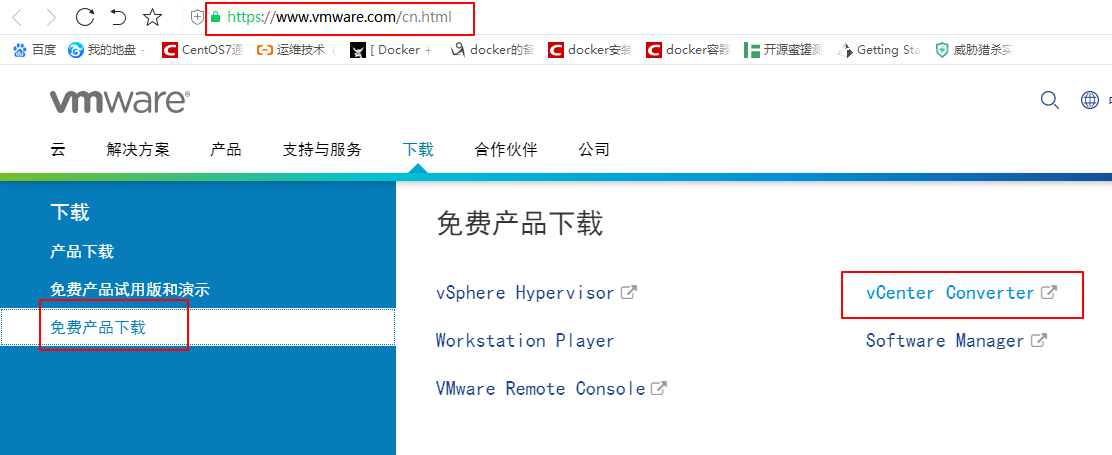 https://www.vmware.com/cn.html
百度 我的地盘 - CentOS7通 运维技术 ( [ Docker + docker的备 docker安装 docker容器 开源蜜罐测 Getting Sta 威胁猎杀实
vmware®
云 解决方案 产品 支持与服务 下载 合作伙伴 公司
下载
产品下载
免费产品试用版和演示
免费产品下载
免费产品下载
vSphere Hypervisor vCenter Converter
Workstation Player Software Manager
VMware Remote Console